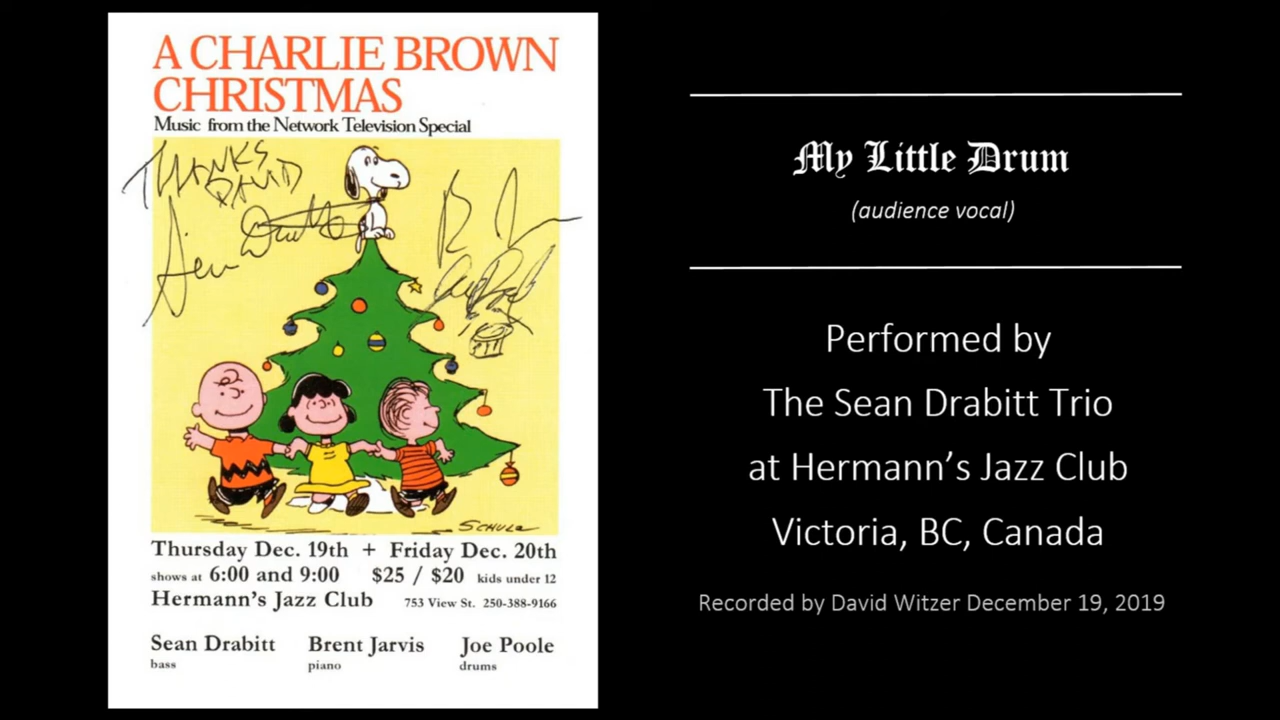 A CHARLIE BROWN
CHRISTMAS
Music from the Network Television Special
THANKS
DAVID
SCHULZ
Thursday Dec. 19th + Friday Dec. 20th
shows at 6:00 and 9:00 $25 / $20 kids under 12
Hermann's Jazz Club 753 View St. 250-388-9166
Sean Drabitt Brent Jarvis Joe Poole
bass piano drums
My Little Drum
(audience vocal)
Performed by
The Sean Drabitt Trio
at Hermann's Jazz Club
Victoria, BC, Canada
Recorded by David Witzer December 19, 2019